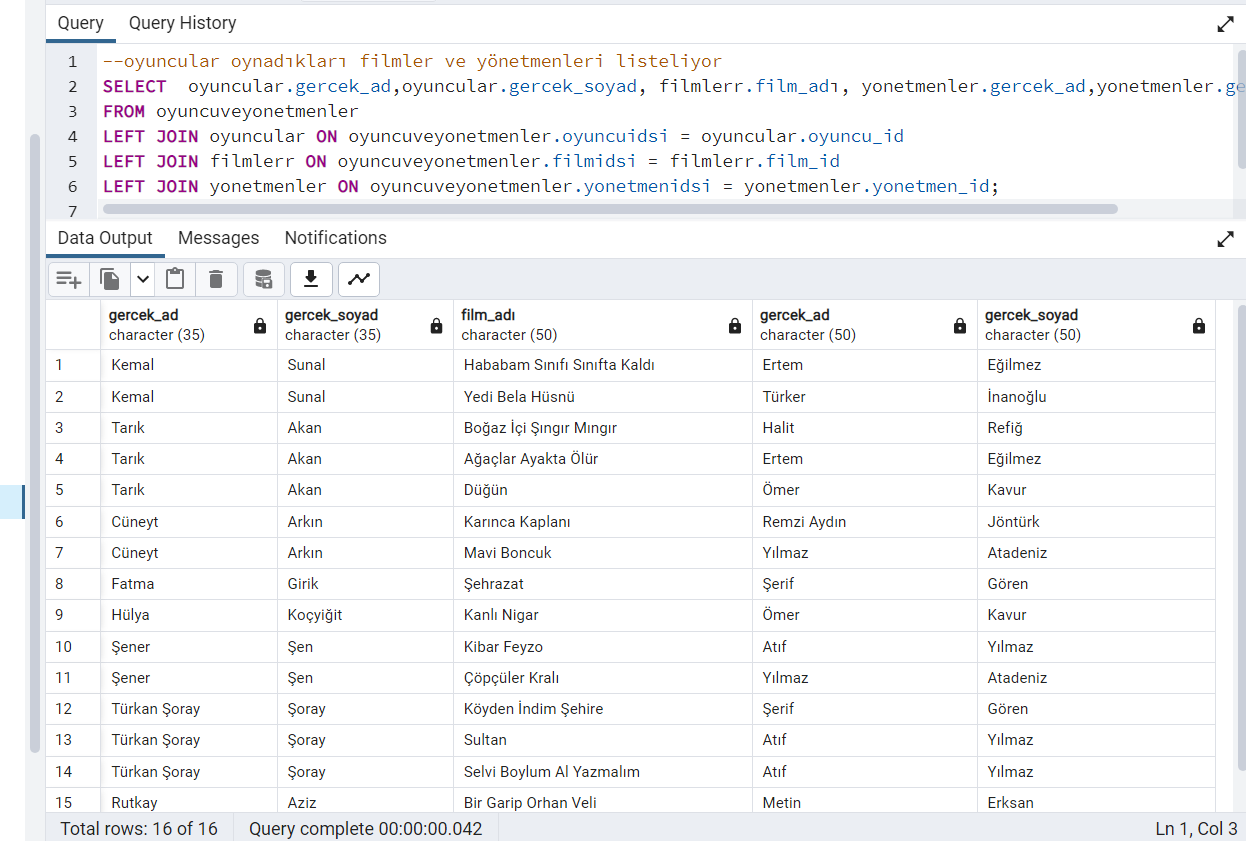 Query Query History
1 --oyuncular oynadıkları filmler ve yönetmenleri listeliyor
2 SELECT oyuncular.gercek_ad,oyuncular.gercek_soyad, filmlerr.film_adı, yonetmenler.gercek_ad,yonetmenler.ge
3 FROM oyuncuveyonetmenler
4 LEFT JOIN oyuncular ON oyuncuveyonetmenler.oyuncuidsi = oyuncular.oyuncu_id
5 LEFT JOIN filmlerr ON oyuncuveyonetmenler.filmidsi = filmlerr.film_id
6 LEFT JOIN yonetmenler ON oyuncuveyonetmenler.yonetmenidsi = yonetmenler.yonetmen_id;
7
Data Output Messages Notifications
gercek_ad gercek_soyad film_adı gercek_ad gercek_soyad
character (35) character (35) character (50) character (50) character (50)
1 Kemal Sunal Hababam Sınıfı Sınıfta Kaldı Ertem Eğilmez
2 Kemal Sunal Yedi Bela Hüsnü Türker İnanoğlu
3 Tarık Akan Boğaz İçi Şıngır Mıngır Halit Refiğ
4 Tarık Akan Ağaçlar Ayakta Ölür Ertem Eğilmez
5 Tarık Akan Düğün Ömer Kavur
6 Cüneyt Arkın Karınca Kaplanı Remzi Aydın Jöntürk
7 Cüneyt Arkın Mavi Boncuk Yılmaz Atadeniz
8 Fatma Girik Şehrazat Şerif Gören
9 Hülya Koçyiğit Kanlı Nigar Ömer Kavur
10 Şener Şen Kibar Feyzo Atıf Yılmaz
11 Şener Şen Çöpçüler Kralı Yılmaz Atadeniz
12 Türkan Şoray Şoray Köyden İndim Şehire Şerif Gören
13 Türkan Şoray Şoray Sultan Atıf Yılmaz
14 Türkan Şoray Şoray Selvi Boylum Al Yazmalım Atıf Yılmaz
15 Rutkay Aziz Bir Garip Orhan Veli Metin Erksan
Total rows: 16 of 16 Query complete 00:00:00.042 Ln 1, Col 3